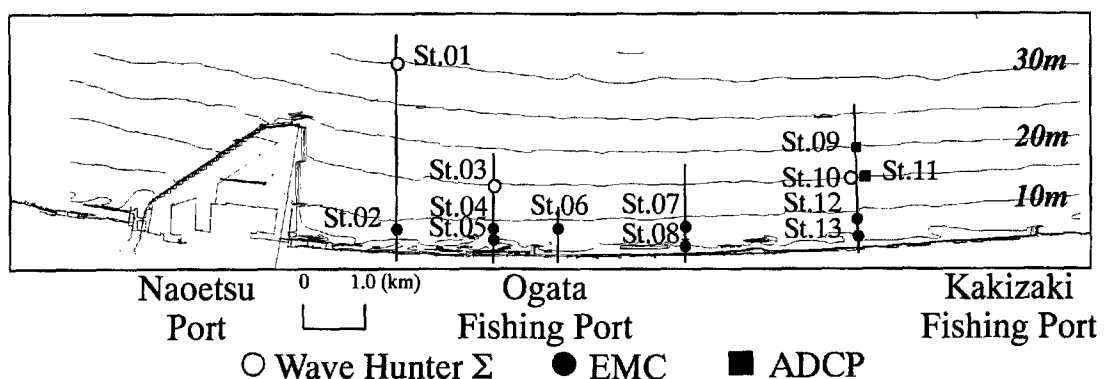 St.01
30m
St.09
20m
St.03
St.10
St.11
St.04
St.06
St.07
St.12
10m
St.02
St.05
St.08
St.13
Naoetsu
Port
0 1.0 (km)
Ogata
Fishing Port
Kakizaki
Fishing Port
Wave Hunter Σ
EMC
ADCP